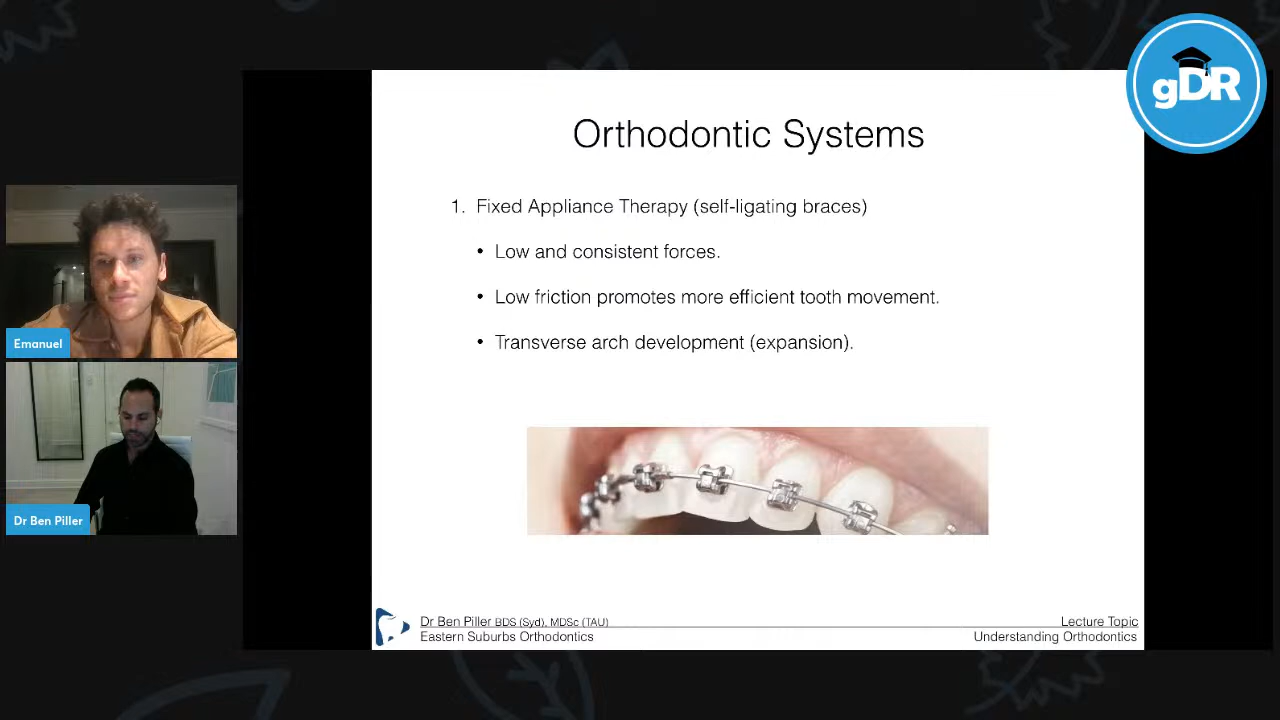 gDR
Orthodontic Systems
1. Fixed Appliance Therapy (self-ligating braces)
• Low and consistent forces.
• Low friction promotes more efficient tooth movement.
• Transverse arch development (expansion).
Emanuel
Dr Ben Piller
Dr Ben Piller BDS (Syd), MDSc (TAU)
Eastern Suburbs Orthodontics
Lecture Topic
Understanding Orthodontics